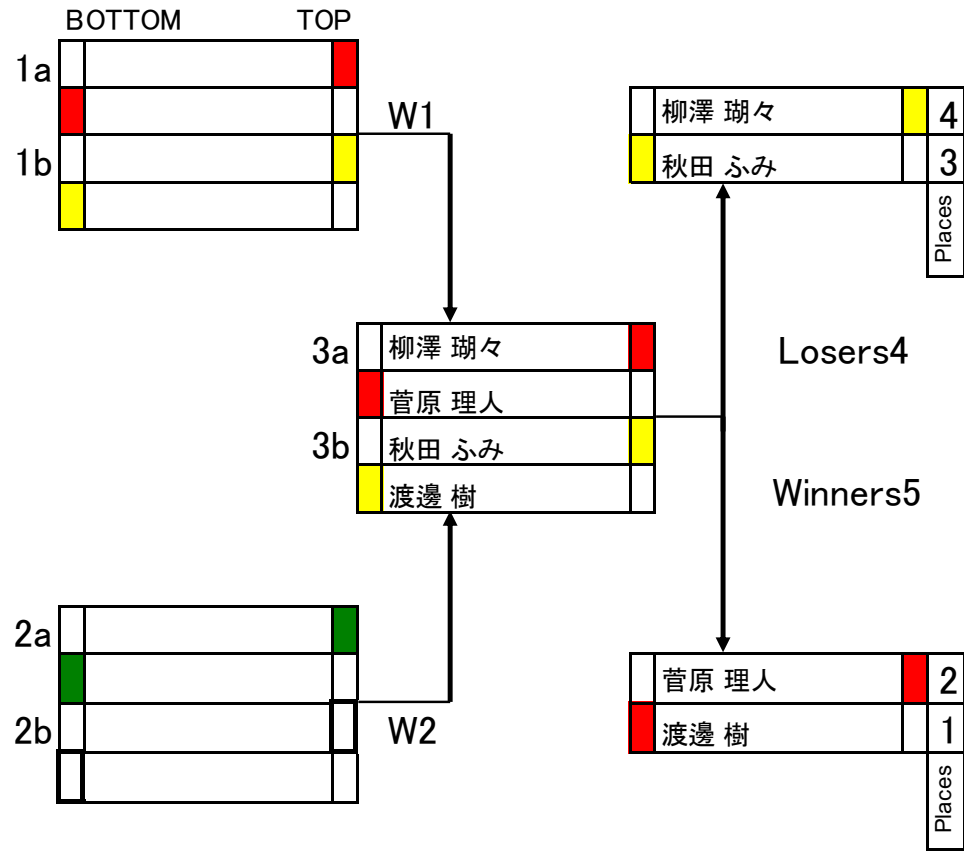 BOTTOM TOP
1a
W1
1b
柳澤 瑚々 4
秋田 ふみ 3
Places
3a 柳澤 瑚々
菅原 理人
3b 秋田 ふみ
渡邊 樹
Losers4
Winners5
2a
2b W2
菅原 理人 2
渡邊 樹 1
Places